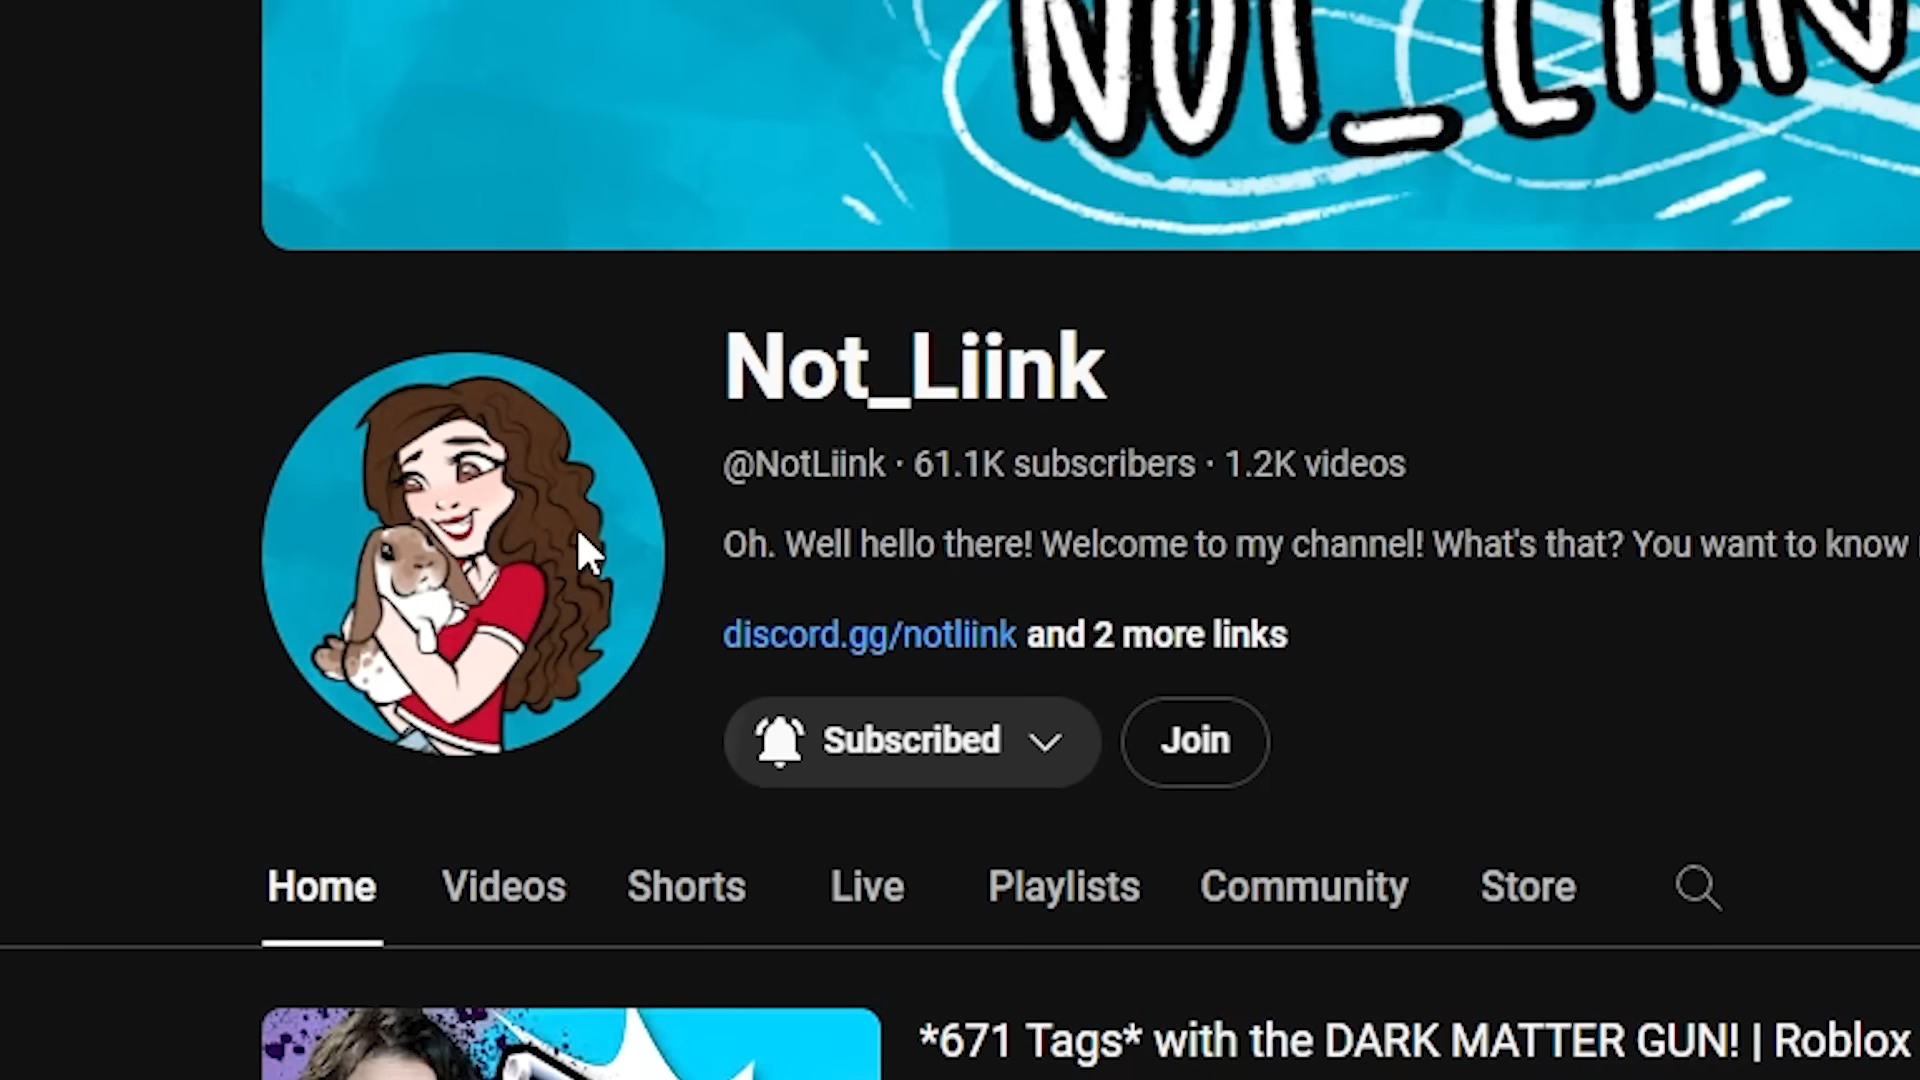 NOT_LIIN
Not_Liink
@NotLiink · 61.1K subscribers · 1.2K videos
Oh. Well hello there! Welcome to my channel! What's that? You want to know
discord.gg/notliink and 2 more links
Subscribed
Join
Home Videos Shorts Live Playlists Community Store
*671 Tags* with the DARK MATTER GUN! | Roblox